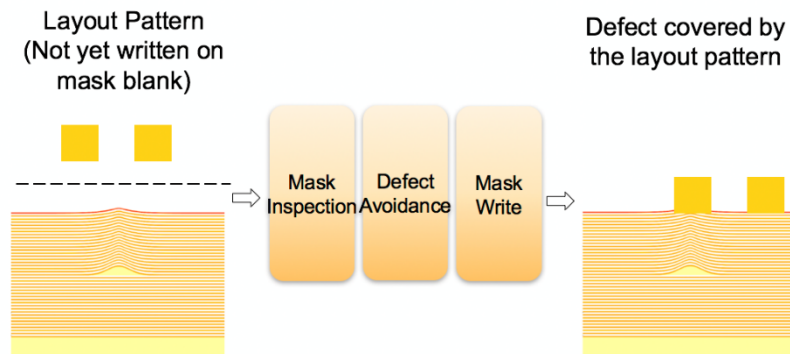 Layout Pattern
(Not yet written on
mask blank)
Mask
Inspection
Defect
Avoidance
Mask
Write
Defect covered by
the layout pattern